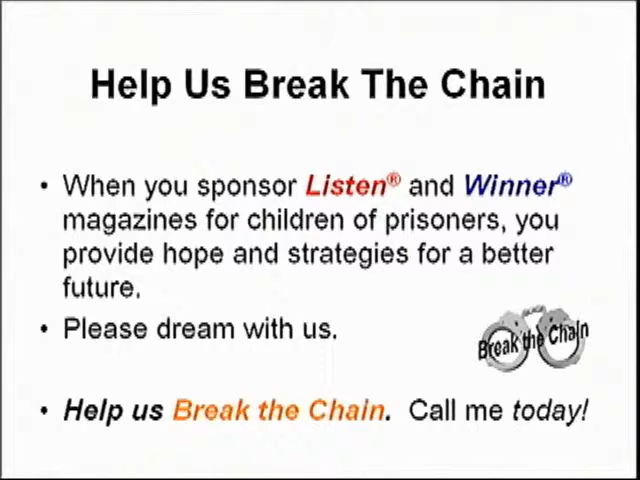 Help Us Break The Chain
• When you sponsor Listen® and Winner®
magazines for children of prisoners, you
provide hope and strategies for a better
future.
• Please dream with us.
Break the Chain
• Help us Break the Chain. Call me today!